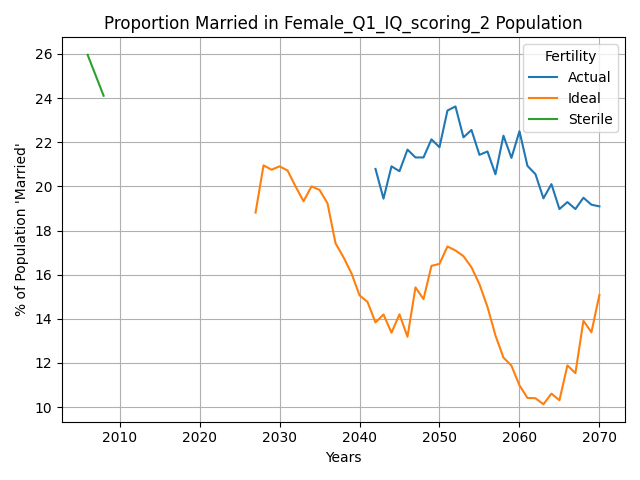 Proportion Married in Female_Q1_IQ_scoring_2 Population
% of Population 'Married'
26
24
22
20
18
16
14
12
10
Fertility
Actual
Ideal
Sterile
2010 2020 2030 2040 2050 2060 2070
Years